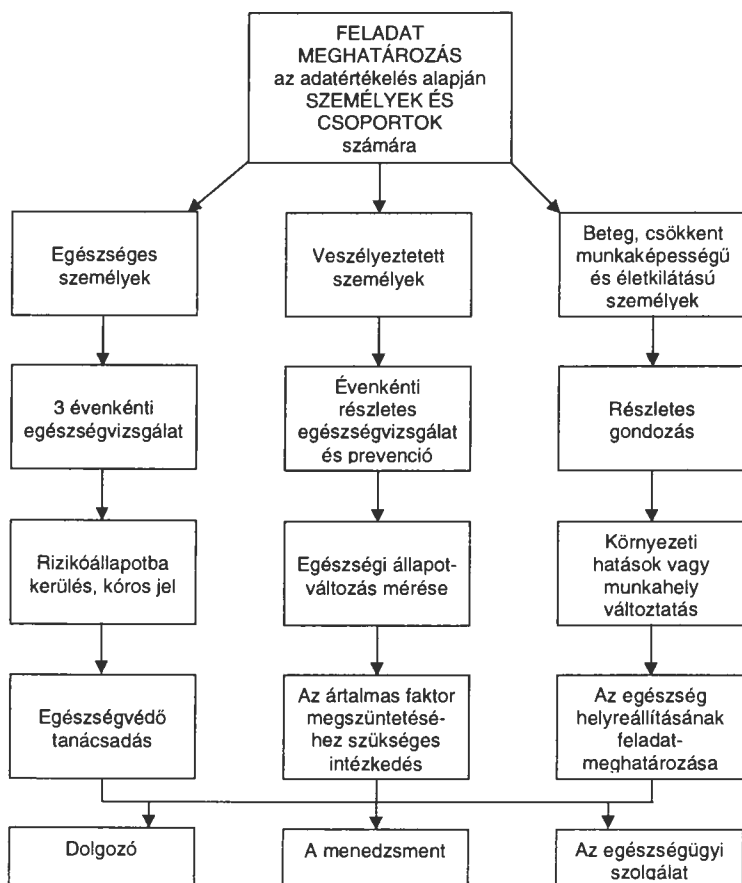 FELADAT
MEGHATÁROZÁS
az adatértékelés alapján
SZEMÉLYEK ÉS
CSOPORTOK
számára
Egészséges
személyek
Veszélyeztetett
személyek
Beteg, csökkent
munkaképességű
és életkilátású
személyek
3 évenkénti
egészségvizsgálat
Évenkénti
részletes
egészségvizsgálat
és prevenció
Részletes
gondozás
Rizikóállapotba
kerülés, kóros jel
Egészségi állapot-
változás mérése
Környezeti
hatások vagy
munkahely
változtatás
Egészségvédő
tanácsadás
Az ártalmas faktor
megszüntetésé-
hez szükséges
intézkedés
Az egészség
helyreállításának
feladat-
meghatározása
Dolgozó
A menedzsment
Az egészségügyi
szolgálat